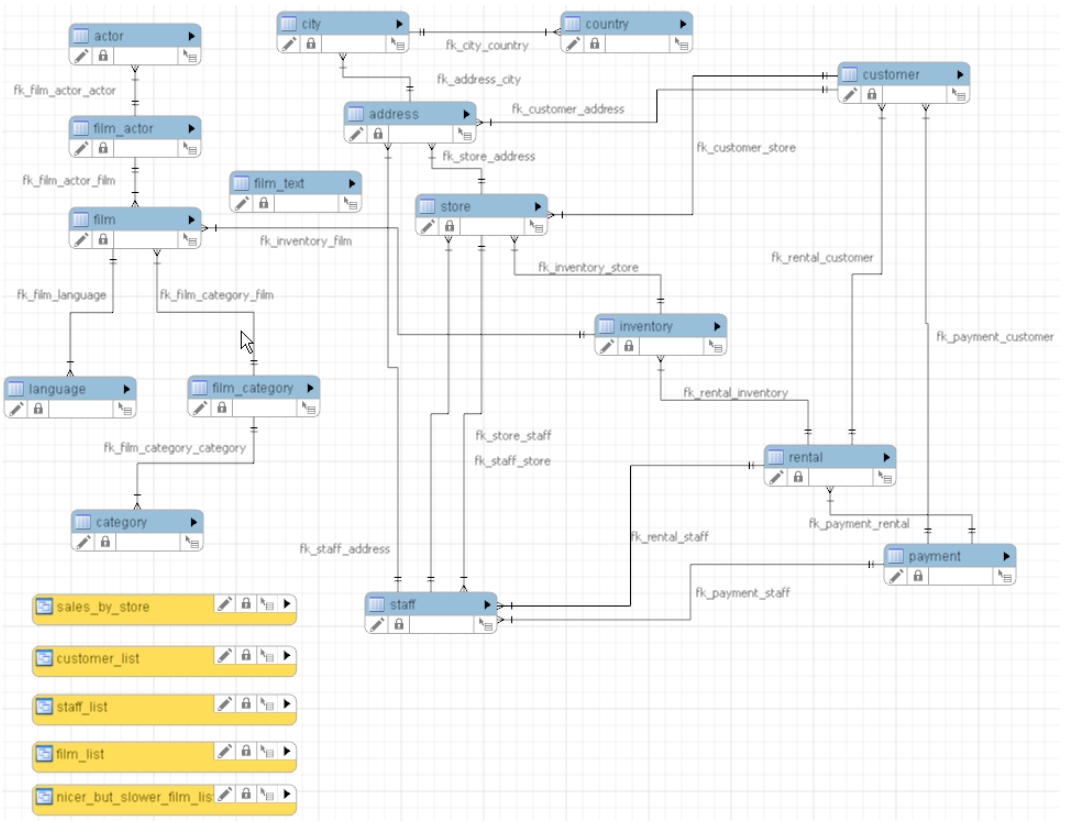 city
country
actor
fk_city_country
customer
fk_address_city
fk_film_actor_actor
address
fk_customer_address
film_actor
fk_customer_store
fk_store_address
fk_film_actor_film
film_text
store
film
fk_inventory_film
fk_rental_customer
fk_inventory_store
fk_film_language
fk_film_category_film
inventory
fk_payment_customer
language
film_category
fk_rental_inventory
fk_store_staff
fk_film_category_category
rental
fk_staff_store
category
fk_payment_rental
fk_rental_staff
fk_staff_address
payment
fk_payment_staff
staff
sales_by_store
customer_list
staff_list
film_list
nicer_but_slower_film_lis